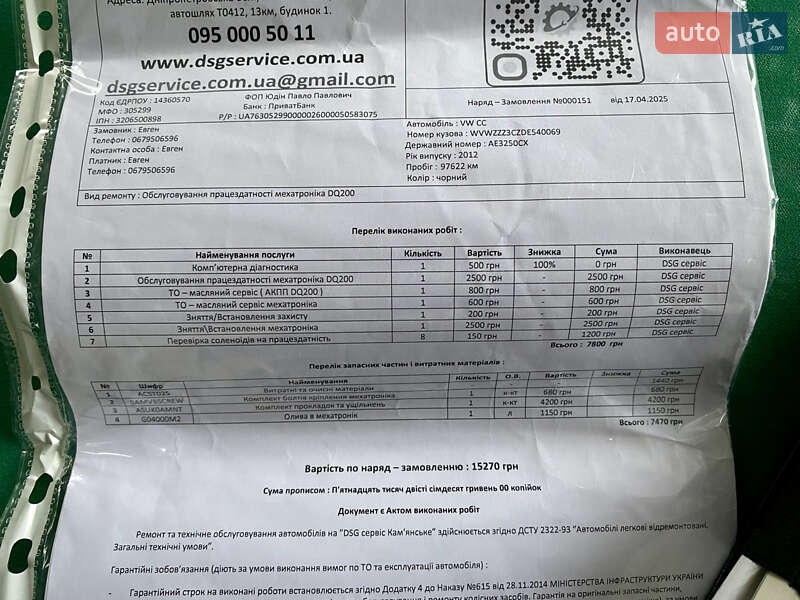 автошлях Т0412, 13км, будинок 1.
095 000 50 11
www.dsgservice.com.ua
dsgservice.com.ua@gmail.com
Код ЄДРПОУ : 14360570
ФОП Юдін Павло Павлович
МФО : 305299
Банк : ПриватБанк
ІПН : 3206500898
Р/Р : UA763052990000026000050583075
auto RIA .com
Наряд – Замовлення №000151 від 17.04.2025
Замовник : Евген
Телефон : 0679506596
Контактна особа : Евген
Платник : Евген
Телефон : 0679506596
Автомобіль : VW CC
Номер кузова : WVWZZZ3CZDE540069
Державний номер : AE3250CX
Рік випуску : 2012
Пробіг : 97622 км
Колір : чорний
Вид ремонту : Обслуговування працездатності мехатроніка DQ200
Перелік виконаних робіт :
№ Найменування послуги Кількість Вартість Знижка Сума Виконавець
1 Комп’ютерна діагностика 1 500 грн 100% 0 грн DSG сервіс
2 Обслуговування працездатності мехатроніка DQ200 1 2500 грн - 2500 грн DSG сервіс
3 ТО – масляний сервіс ( АКПП DQ200 ) 1 800 грн - 800 грн DSG сервіс
4 ТО – масляний сервіс мехатроніка 1 600 грн - 600 грн DSG сервіс
5 Зняття/Встановлення захисту 1 200 грн - 200 грн DSG сервіс
6 Зняття\Встановлення мехатроніка 1 2500 грн - 2500 грн DSG сервіс
7 Перевірка соленоїдів на працездатність 8 150 грн - 1200 грн DSG сервіс
Всього : 7800 грн
Перелік запасних частин і витратних матеріалів :
№ Шифр Найменування Кількість О.В. Вартість Знижка Сума
1 Витратні та очисні матеріали - - - 1440 грн
2 Комплект болтів кріплення мехатроніка 1 к-кт 680 грн 680 грн
3 ASUKDAMNT Комплект прокладок та ущільнень 1 к-кт 4200 грн 4200 грн
4 G04000M2 Олива в мехатронік 1 л 1150 грн 1150 грн
Всього : 7470 грн
Вартість по наряд – замовленню : 15270 грн
Сума прописом : П’ятнадцять тисяч двісті сімдесят гривень 00 копійок
Документ є Актом виконаних робіт
Ремонт та технічне обслуговування автомобілів на "DSG сервіс Кам’янське" здійснюється згідно ДСТУ 2322-93 "Автомобілі легкові відремонтовані.
Загальні технічні умови".
Гарантійні зобов’язання (діють за умови виконання вимог по ТО та експлуатації автомобіля) :
- Гарантійний строк на виконані роботи встановлюється згідно Додатку 4 до Наказу №615 від 28.11.2014 МІНІСТЕРСТВА ІНФРАСТРУКТУРИ УКРАЇНИ
і ремонту колісних засобів. Гарантія на оригінальні запасні частини,